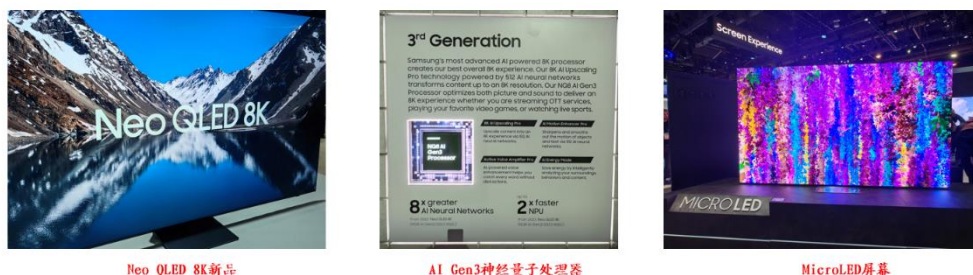 Neo QLED 8K
3rd Generation
Samsung's most advanced AI powered 8K processor
creates our best overall 8K experience. Our 8K AI Upscaling
Pro technology powered by 512 AI neural networks
transforms content up to an 8K resolution. Our NQ8 AI Gen3
Processor optimizes both picture and sound to deliver an
8K experience whether you are streaming OTT services,
playing your favorite video games, or watching live sports.
8K AI Upscaling Pro
AI Motion Enhancer Pro
SAMSUNG
NQ8 AI
Gen3
Processor
Active Voice Amplifier Pro
AI Energy Mode
8x greater
AI Neural Networks
2x faster
NPU
Screen Experience
MICRO LED
Neo QLED 8K新品
AI Gen3神经量子处理器
MicroLED屏幕